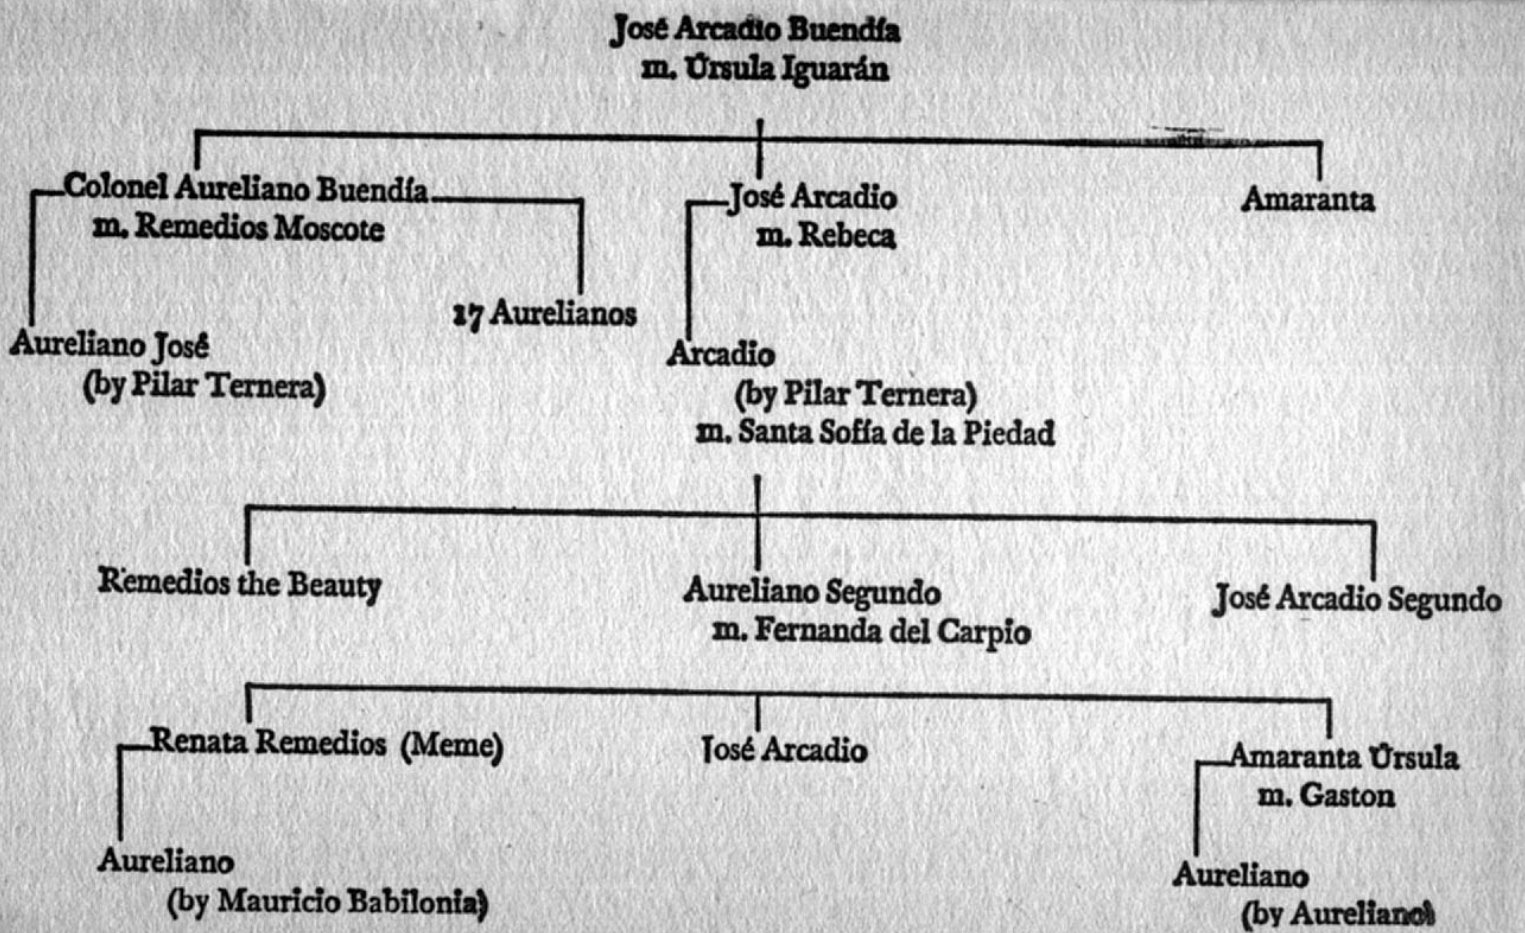 José Arcadio Buendía
m. Úrsula Iguarán
Colonel Aureliano Buendía
m. Remedios Moscote
José Arcadio
m. Rebeca
Amaranta
17 Aurelianos
Aureliano José
(by Pilar Ternera)
Arcadio
(by Pilar Ternera)
m. Santa Sofía de la Piedad
Remedios the Beauty
Aureliano Segundo
m. Fernanda del Carpio
José Arcadio Segundo
Renata Remedios (Meme)
José Arcadio
Amaranta Úrsula
m. Gaston
Aureliano
(by Mauricio Babilonia)
Aureliano
(by Aureliano)